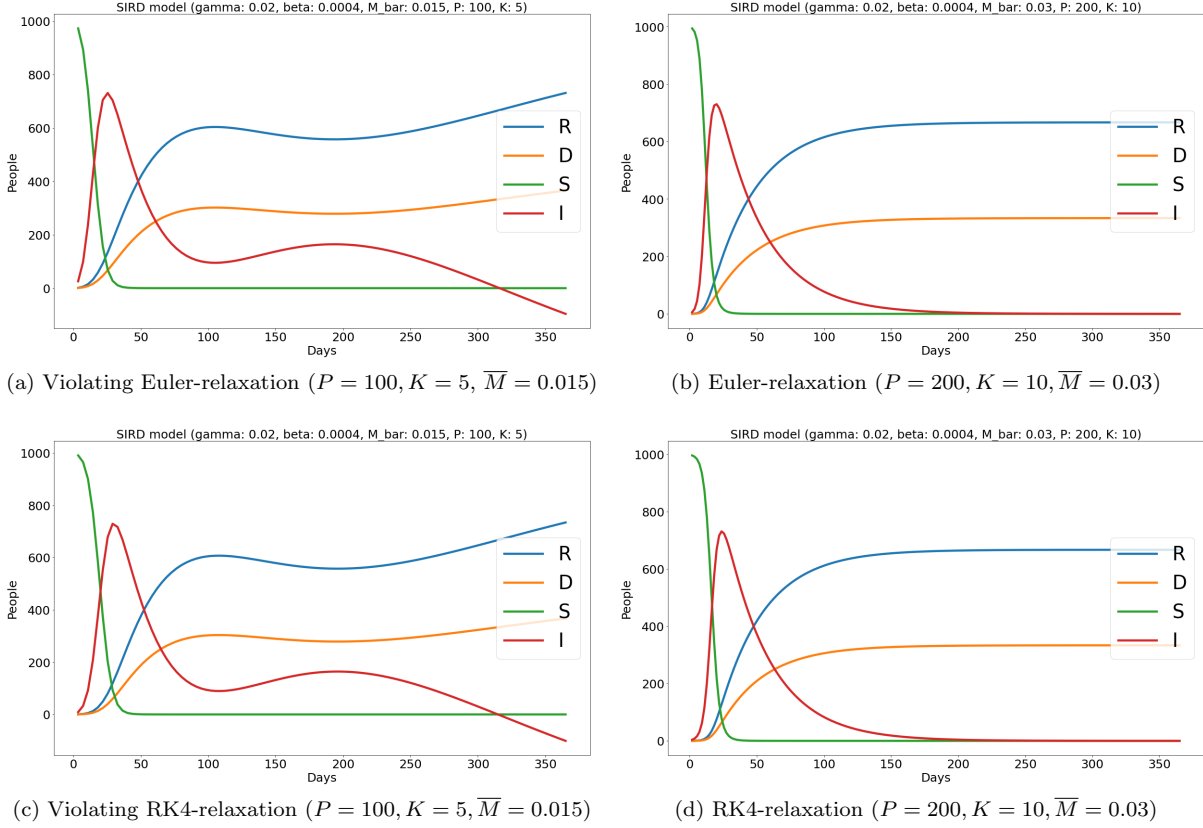 SIRD model (gamma: 0.02, beta: 0.0004, M_bar: 0.015, P: 100, K: 5)
1000
800
600
400
200
0
People
R
D
S
I
0 50 100 150 200 250 300 350
Days
(a) Violating Euler-relaxation (P = 100, K = 5, M̅ = 0.015)
SIRD model (gamma: 0.02, beta: 0.0004, M_bar: 0.03, P: 200, K: 10)
1000
800
600
400
200
0
People
R
D
S
I
0 50 100 150 200 250 300 350
Days
(b) Euler-relaxation (P = 200, K = 10, M̅ = 0.03)
SIRD model (gamma: 0.02, beta: 0.0004, M_bar: 0.015, P: 100, K: 5)
1000
800
600
400
200
0
People
R
D
S
I
0 50 100 150 200 250 300 350
Days
(c) Violating RK4-relaxation (P = 100, K = 5, M̅ = 0.015)
SIRD model (gamma: 0.02, beta: 0.0004, M_bar: 0.03, P: 200, K: 10)
1000
800
600
400
200
0
People
R
D
S
I
0 50 100 150 200 250 300 350
Days
(d) RK4-relaxation (P = 200, K = 10, M̅ = 0.03)